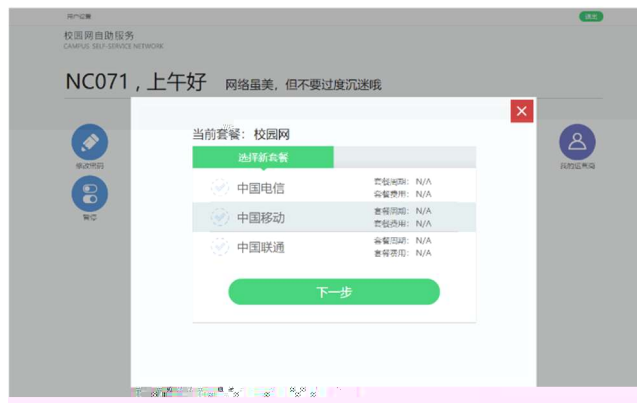 用户设置
退出
校园网自助服务
CAMPUS SELF-SERVICE NETWORK
NC071，上午好 网络虽美，但不要过度沉迷哦
当前套餐：校园网
选择新套餐
修改密码
中国电信
套餐周期：N/A
套餐费用：N/A
中国移动
套餐周期：N/A
套餐费用：N/A
中国联通
套餐周期：N/A
套餐费用：N/A
暂停
下一步